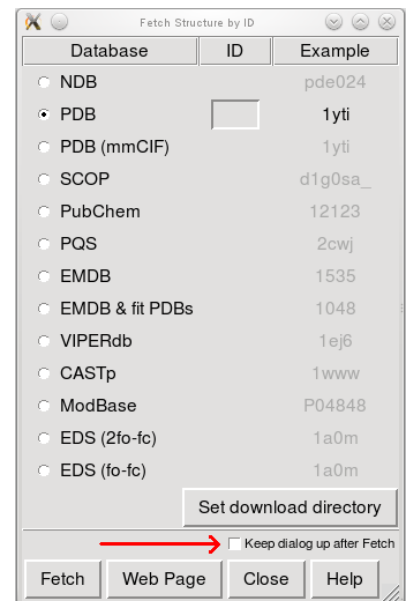 Fetch Structure by ID
Database ID Example
NDB pde024
PDB 1yti
PDB (mmCIF) 1yti
SCOP d1g0sa_
PubChem 12123
PQS 2cwj
EMDB 1535
EMDB & fit PDBs 1048
VIPERdb 1ej6
CASTp 1www
ModBase P04848
EDS (2fo-fc) 1a0m
EDS (fo-fc) 1a0m
Set download directory
Keep dialog up after Fetch
Fetch Web Page Close Help